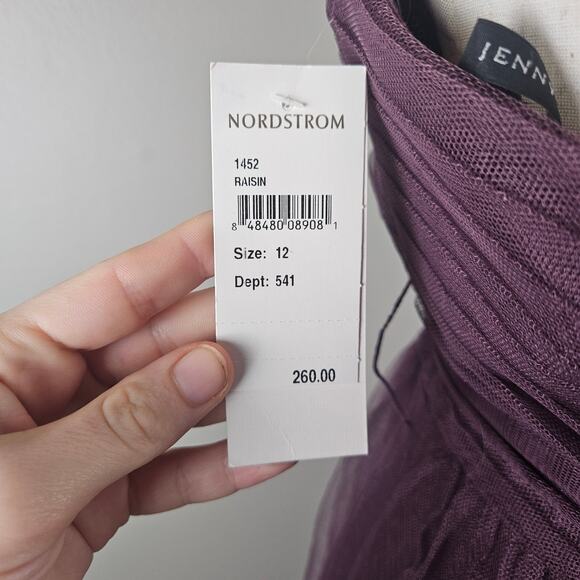 NORDSTROM
1452
RAISIN
8 48480 08908 1
Size: 12
Dept: 541
260.00
JENN